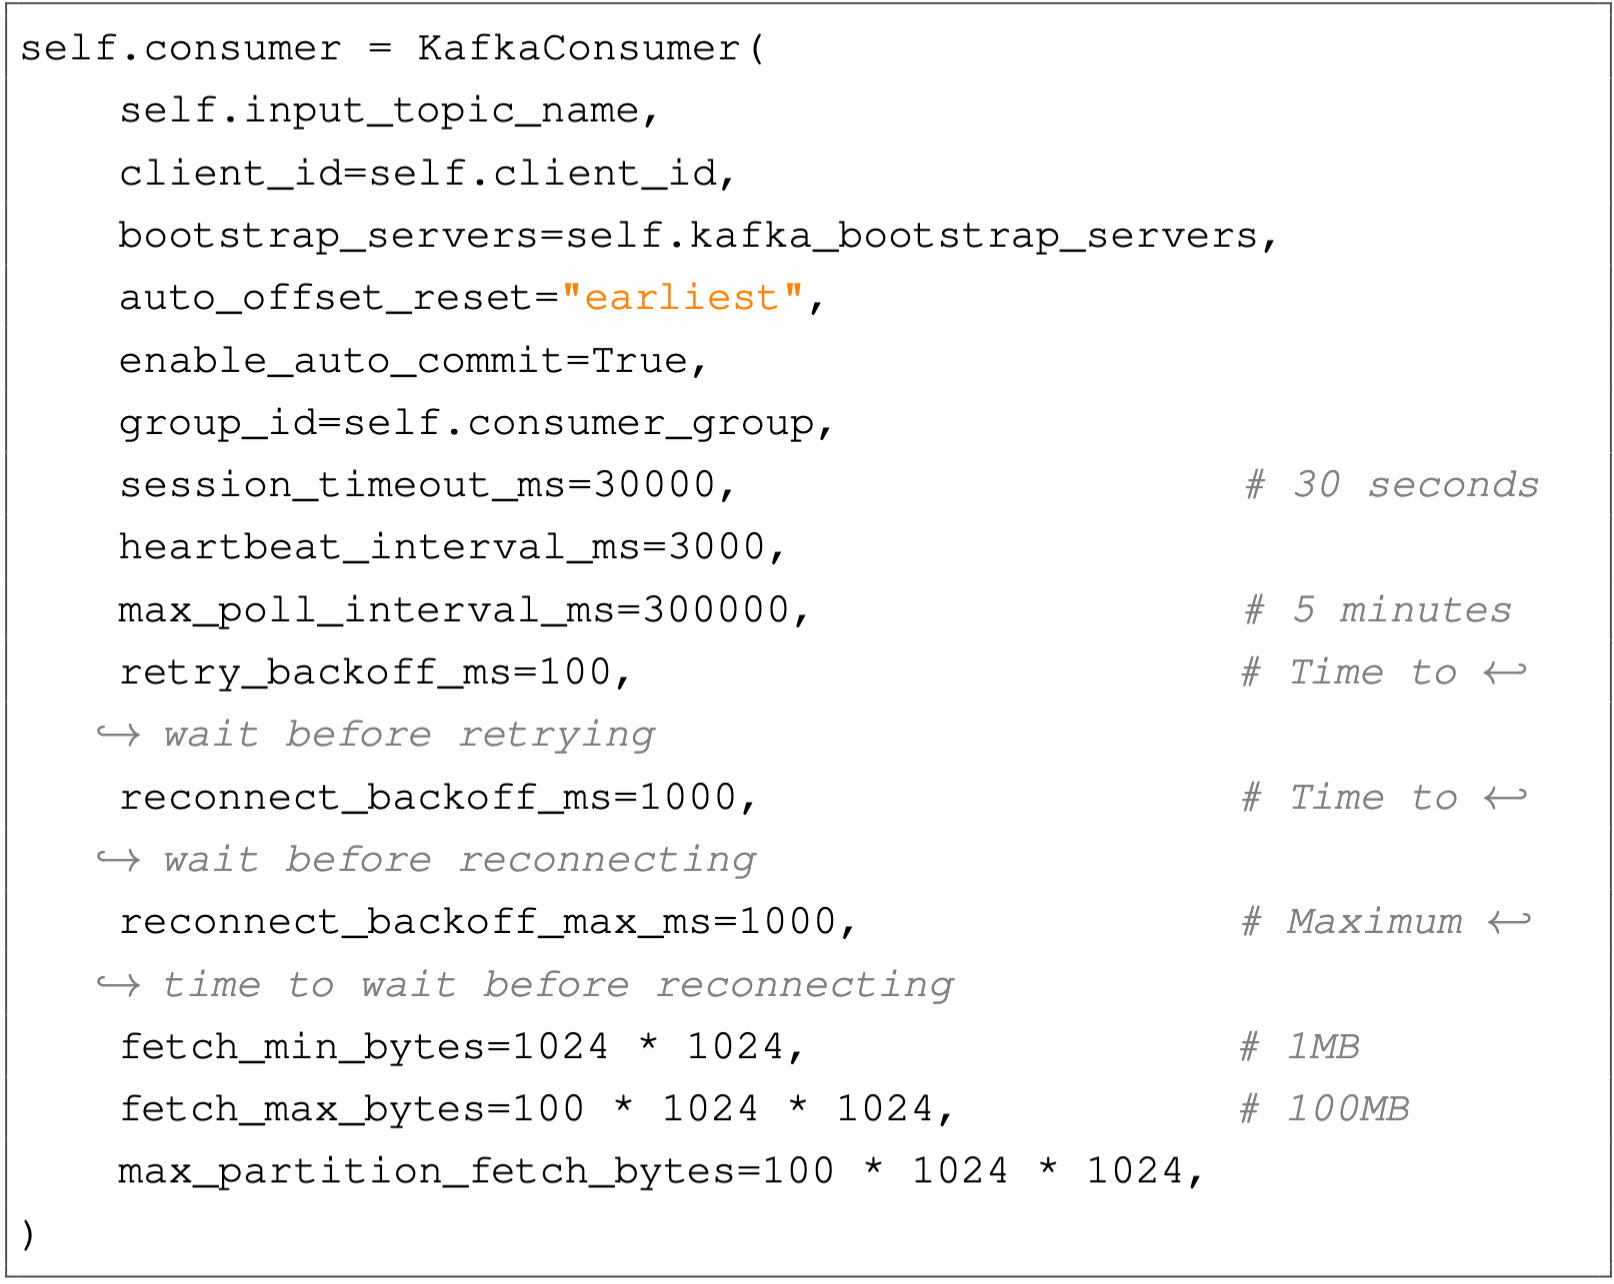 self.consumer = KafkaConsumer(
    self.input_topic_name,
    client_id=self.client_id,
    bootstrap_servers=self.kafka_bootstrap_servers,
    auto_offset_reset="earliest",
    enable_auto_commit=True,
    group_id=self.consumer_group,
    session_timeout_ms=30000, # 30 seconds
    heartbeat_interval_ms=3000,
    max_poll_interval_ms=300000, # 5 minutes
    retry_backoff_ms=100, # Time to ↩
   ↪ wait before retrying
    reconnect_backoff_ms=1000, # Time to ↩
   ↪ wait before reconnecting
    reconnect_backoff_max_ms=1000, # Maximum ↩
   ↪ time to wait before reconnecting
    fetch_min_bytes=1024 * 1024, # 1MB
    fetch_max_bytes=100 * 1024 * 1024, # 100MB
    max_partition_fetch_bytes=100 * 1024 * 1024,
)